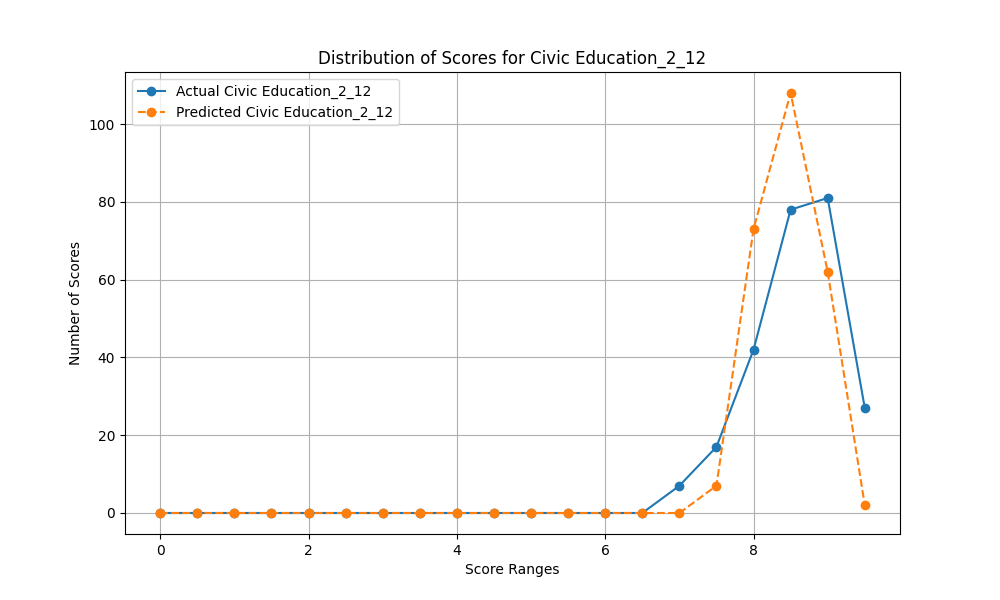 Distribution of Scores for Civic Education_2_12
Actual Civic Education_2_12
Predicted Civic Education_2_12
Number of Scores
100
80
60
40
20
0
0 2 4 6 8
Score Ranges